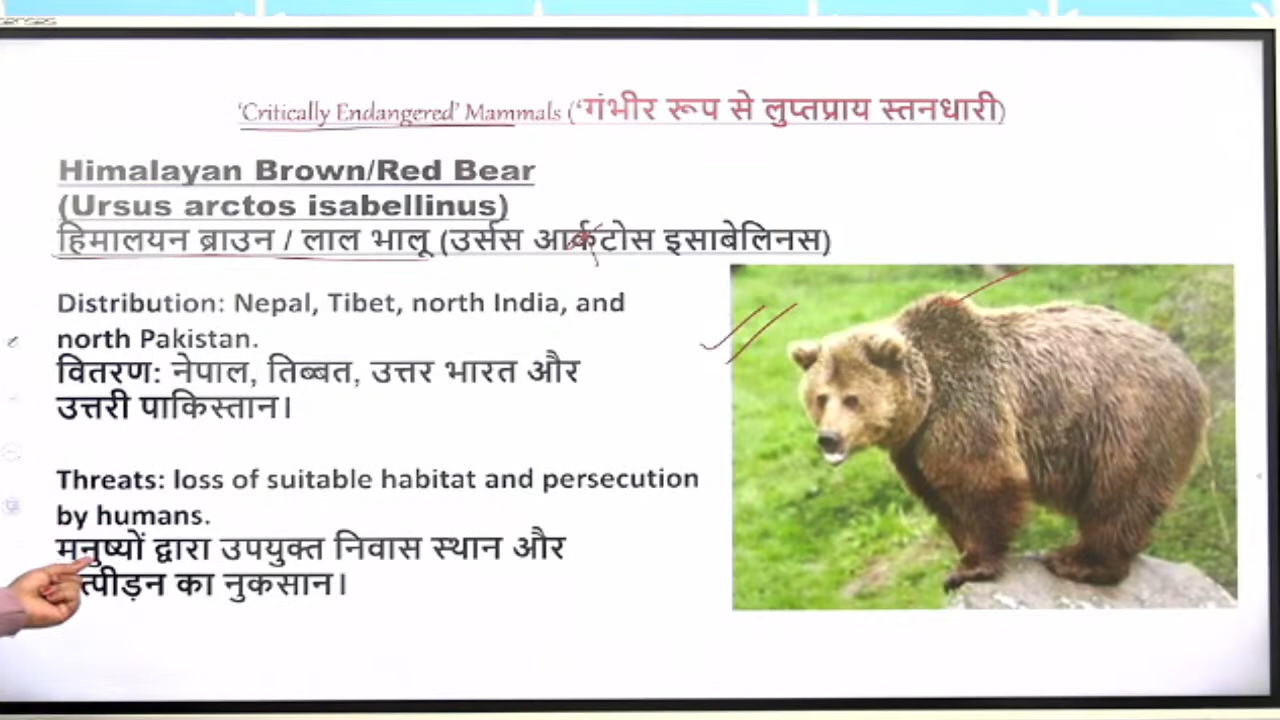 'Critically Endangered' Mammals ('गंभीर रूप से लुप्तप्राय स्तनधारी)
Himalayan Brown/Red Bear
(Ursus arctos isabellinus)
हिमालयन ब्राउन / लाल भालू (उर्सस आर्कटोस इसाबेलिनस)
Distribution: Nepal, Tibet, north India, and
north Pakistan.
वितरण: नेपाल, तिब्बत, उत्तर भारत और
उत्तरी पाकिस्तान।
Threats: loss of suitable habitat and persecution
by humans.
मनुष्यों द्वारा उपयुक्त निवास स्थान और
त्पीड़न का नुकसान।